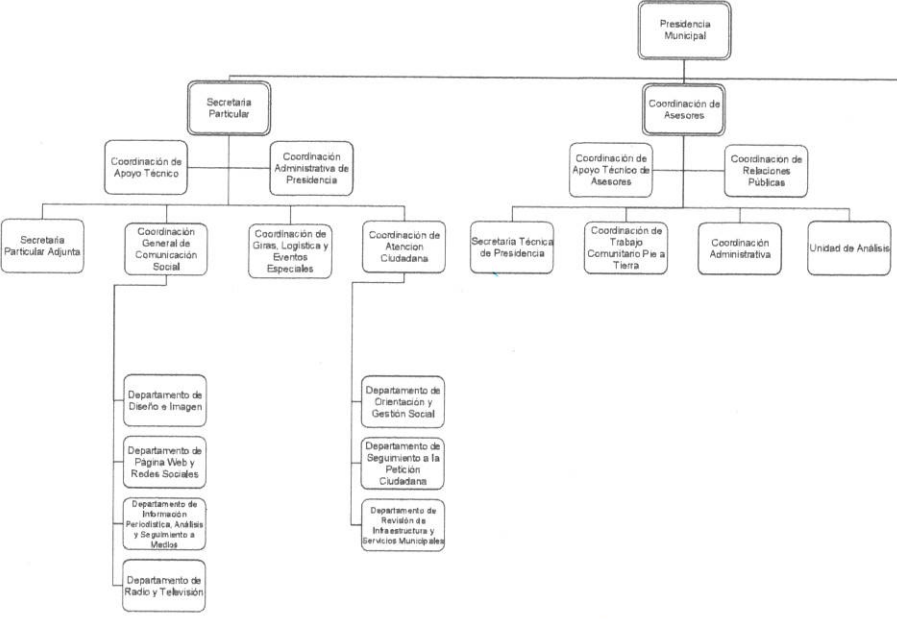 Presidencia
Municipal
Secretaria
Particular
Coordinación de
Asesores
Coordinación de
Apoyo Técnico
Coordinación
Administrativa de
Presidencia
Coordinación de
Apoyo Técnico de
Asesores
Coordinación de
Relaciones
Públicas
Secretaria
Particular Adjunta
Coordinación
General de
Comunicación
Social
Coordinación de
Giras, Logística y
Eventos
Especiales
Coordinación de
Atencion
Ciudadana
Secretaria Técnica
de Presidencia
Coordinación de
Trabajo
Comunitario Pie a
Tierra
Coordinación
Administrativa
Unidad de Análisis
Departamento de
Diseño e Imagen
Departamento de
Página Web y
Redes Sociales
Departamento de
Información
Periodística, Análisis
y Seguimiento a
Medios
Departamento de
Radio y Televisión
Departamento de
Orientación y
Gestión Social
Departamento de
Seguimiento a la
Petición
Ciudadana
Departamento de
Revisión de
Infraestructura y
Servicios Municipales